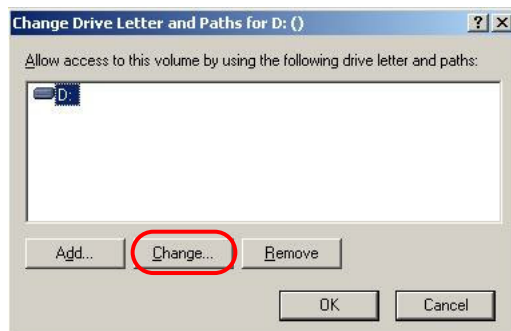 Change Drive Letter and Paths for D: ()
Allow access to this volume by using the following drive letter and paths:
D:
Add... Change... Remove
OK Cancel